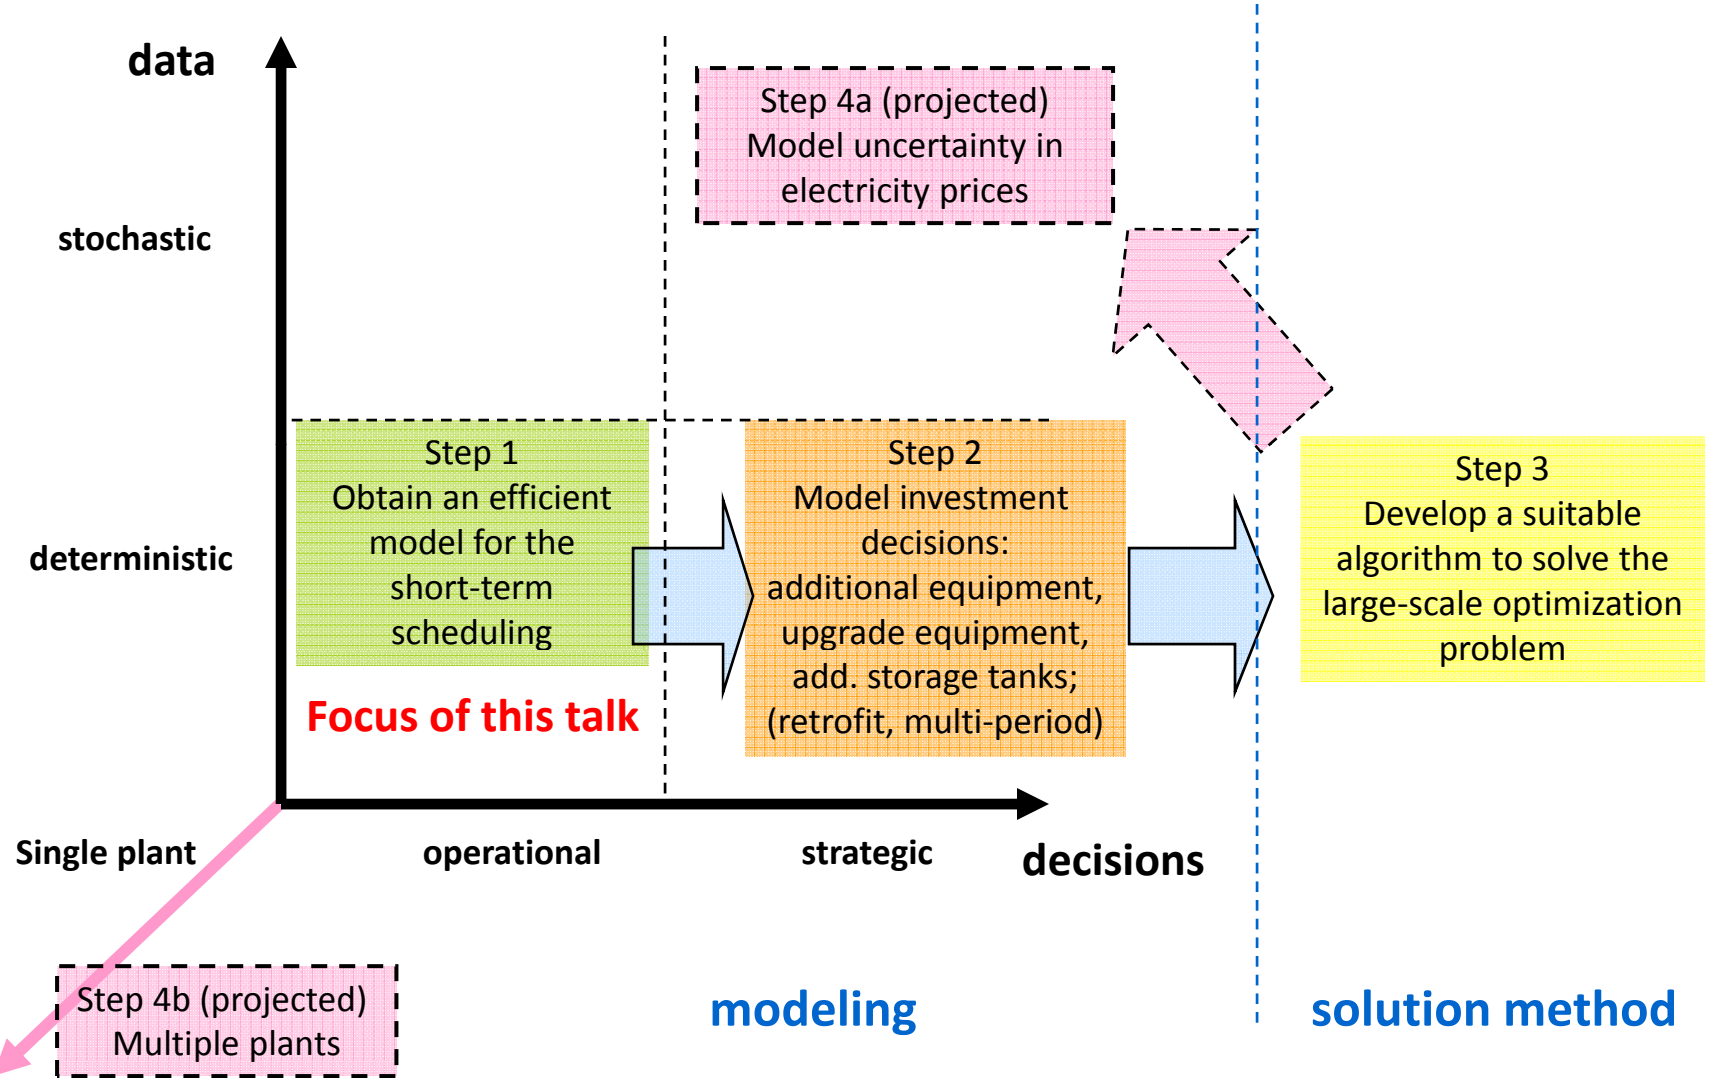 data
Step 4a (projected)
Model uncertainty in
electricity prices
stochastic
Step 1
Obtain an efficient
model for the
short-term
scheduling
Step 2
Model investment
decisions:
additional equipment,
upgrade equipment,
add. storage tanks;
(retrofit, multi-period)
Step 3
Develop a suitable
algorithm to solve the
large-scale optimization
problem
deterministic
Focus of this talk
Single plant
operational
strategic
decisions
Step 4b (projected)
Multiple plants
modeling
solution method